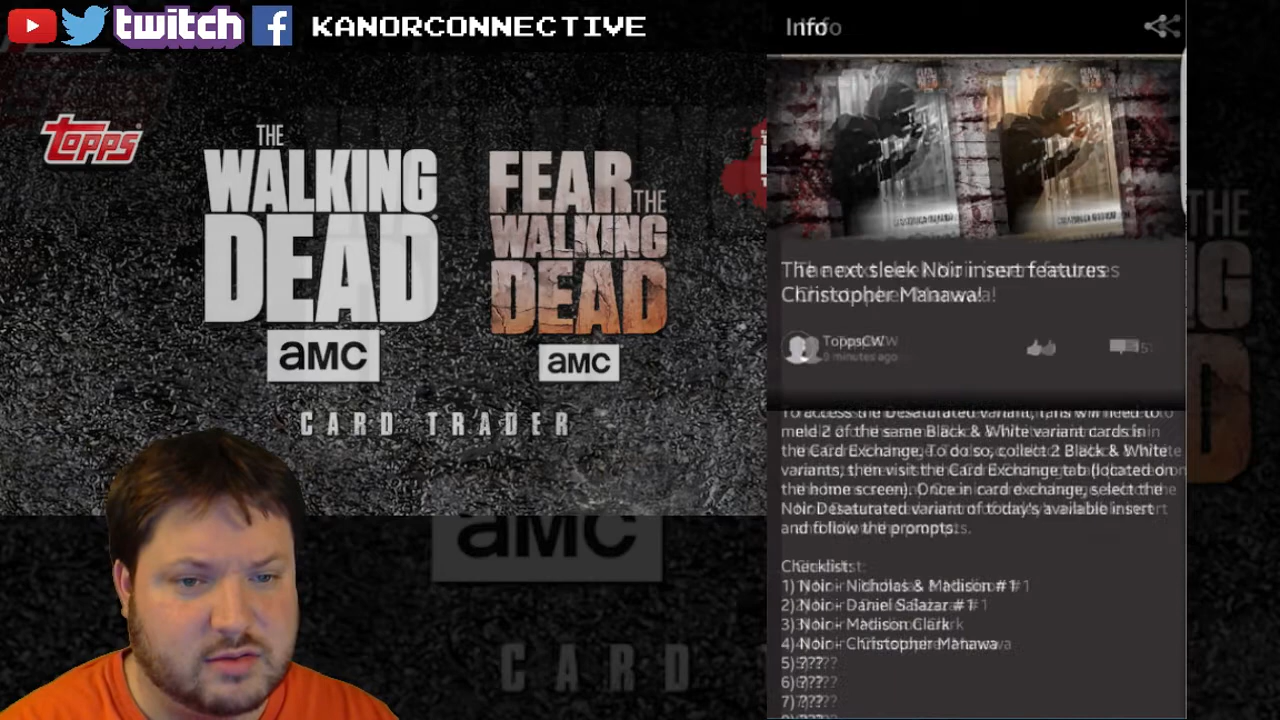 twitch
KANORCONNECTIVE
Info
TOPPS
THE
WALKING
DEAD
AMC
FEAR THE
WALKING
DEAD
AMC
CARD TRADER
The next sleek Noir insert features
Christopher Manawa!
ToppsCW
9 minutes ago
To access the Desaturated variant, fans will need to
meld 2 of the same Black & White variant cards in
the Card Exchange. To do so, collect 2 Black & White
variants, then visit the Card Exchange tab (located on
the home screen). Once in card exchange, select the
Noir Desaturated variant of today's available insert
and follow the prompts.
Checklist:
1) Noir - Nicholas & Madison #1
2) Noir - Daniel Salazar #1
3) Noir - Madison Clark
4) Noir - Christopher Manawa
5) ???
6) ???
7) ???
THE
AMC
CARD